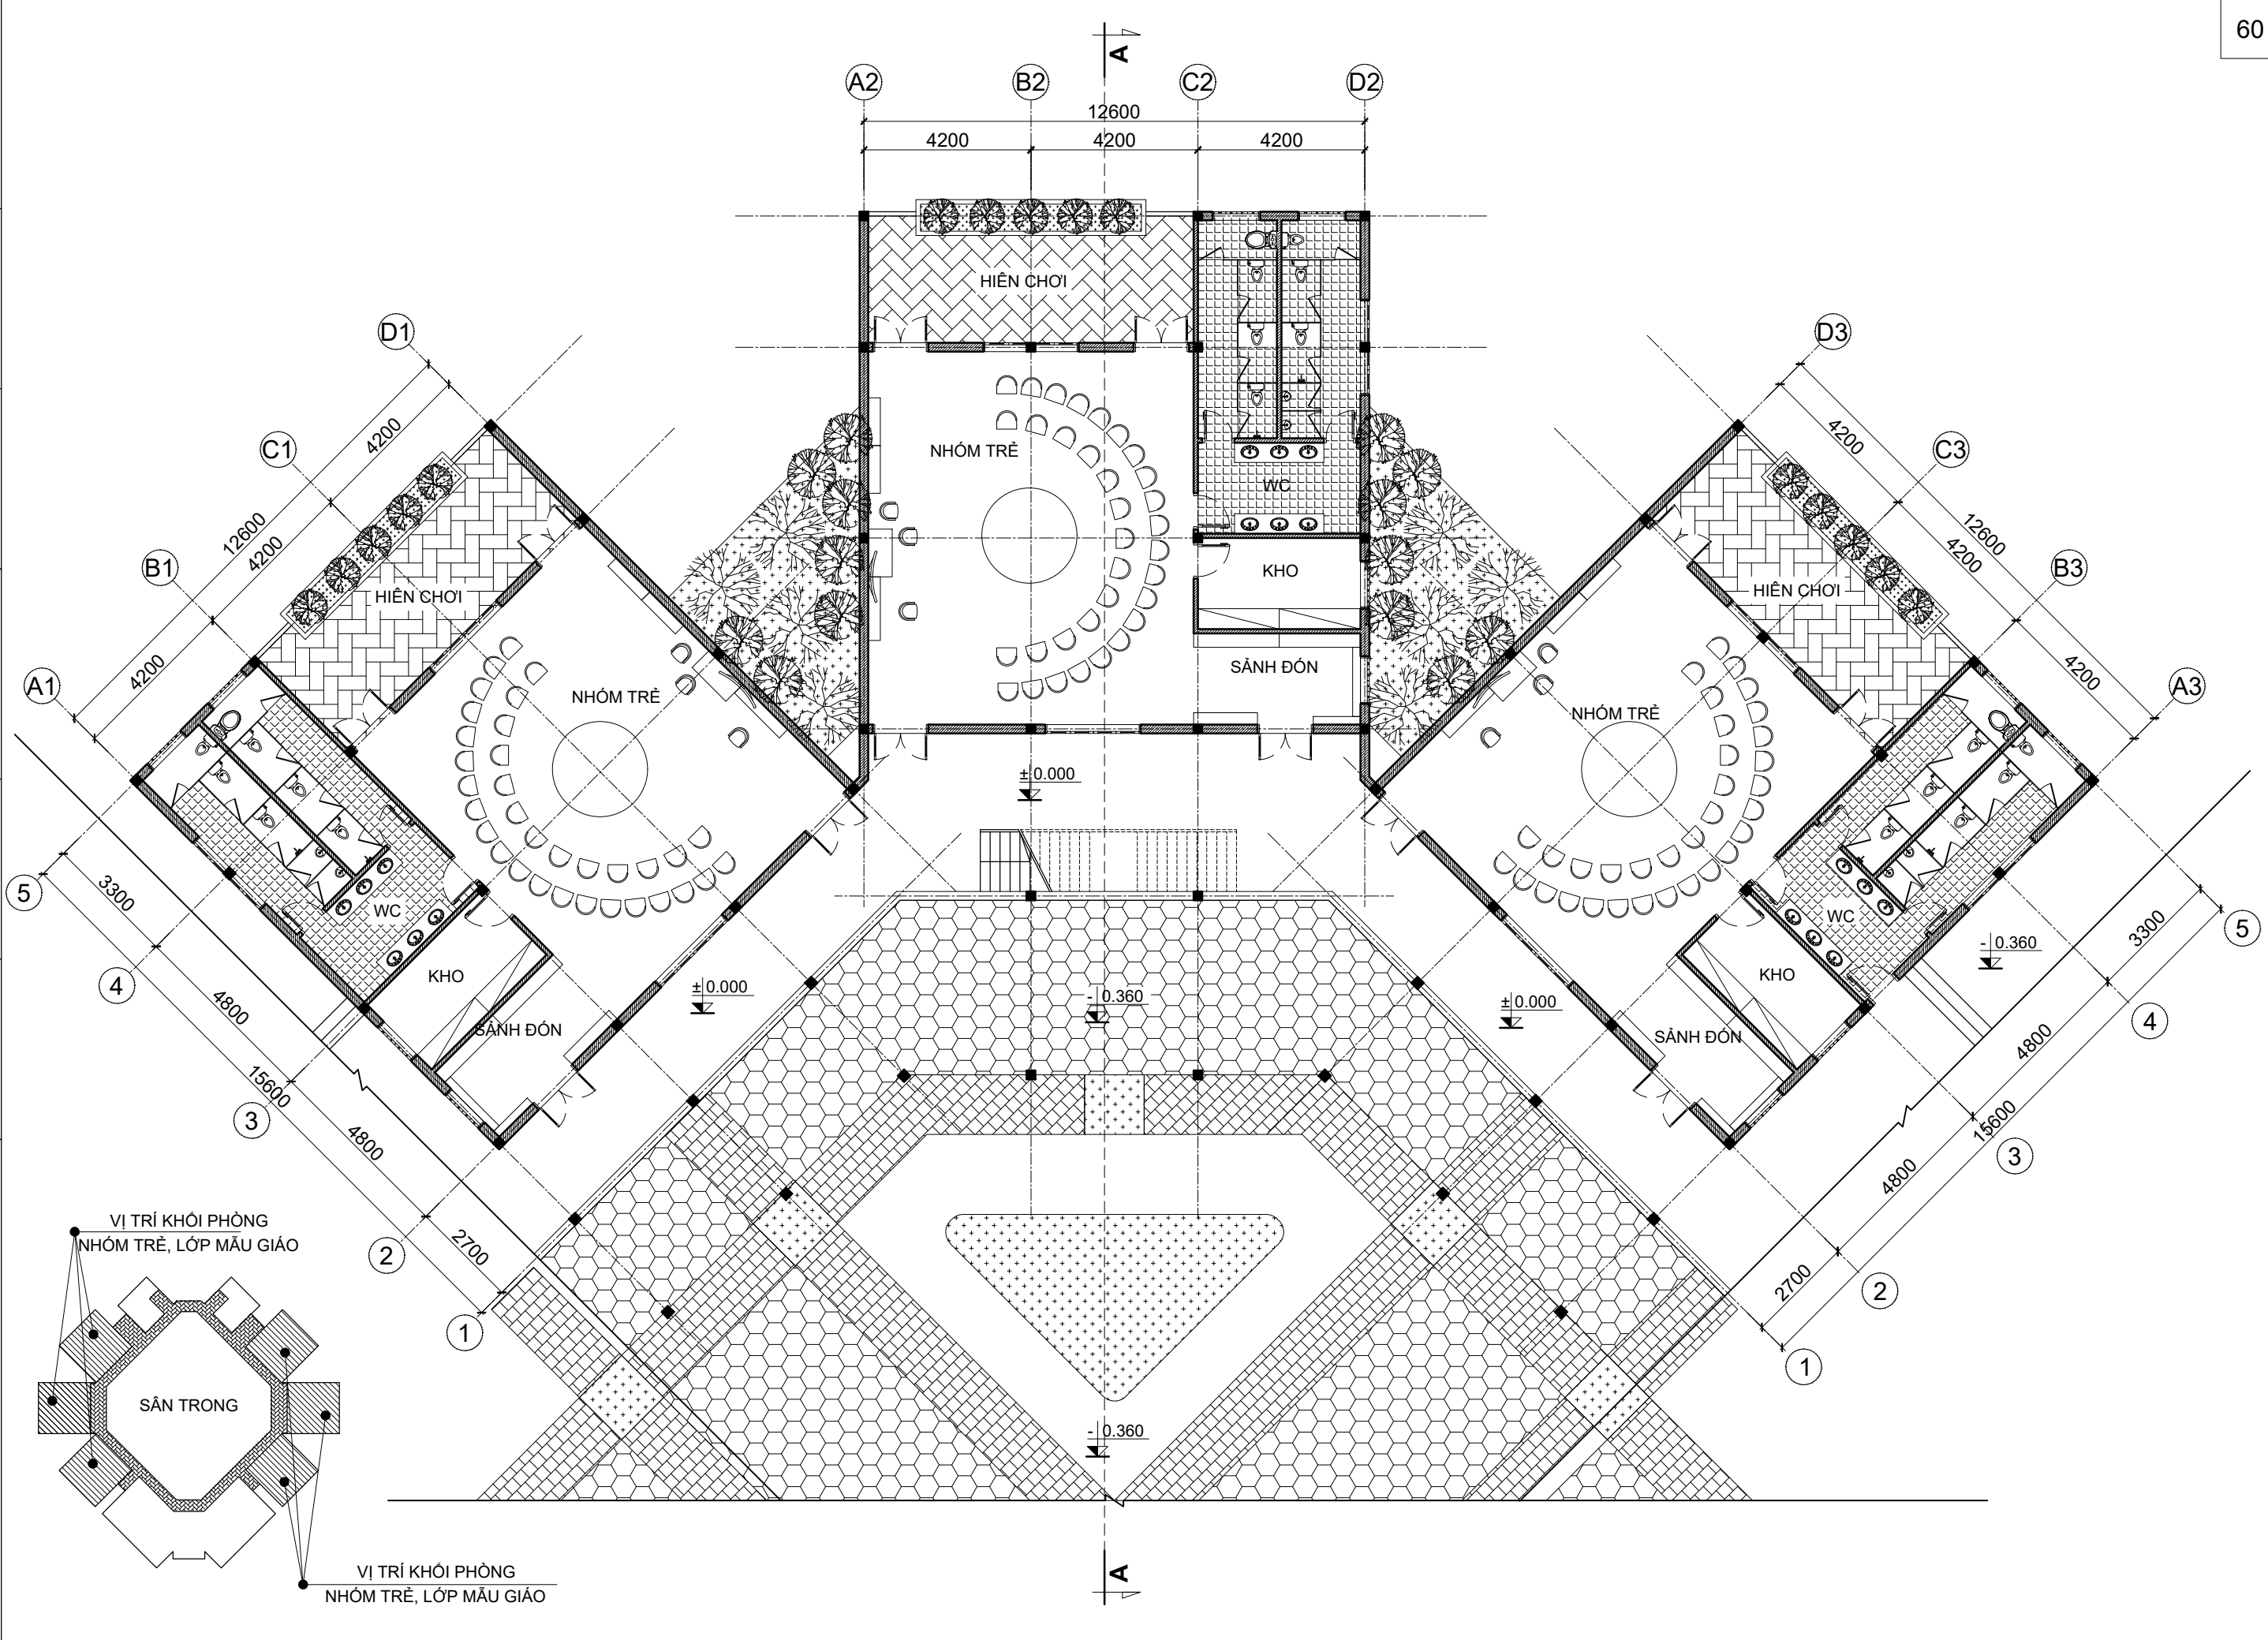 60
A
A2 B2 C2 D2
12600
4200 4200 4200
HIÊN CHƠI
D1
D3
C1
C3
4200
4200
NHÓM TRẺ
WC
12600
4200
12600
4200
B1
B3
KHO
HIÊN CHƠI
HIÊN CHƠI
SẢNH ĐÓN
4200
4200
A1
A3
NHÓM TRẺ
NHÓM TRẺ
±0.000
5
3300
WC
WC
3300
5
- 0.360
KHO
KHO
4
4800
±0.000
- 0.360
±0.000
4800
4
SẢNH ĐÓN
SẢNH ĐÓN
15600
15600
3
4800
4800
3
VỊ TRÍ KHỐI PHÒNG
NHÓM TRẺ, LỚP MẪU GIÁO
2
2700
2700
2
1
1
SÂN TRONG
- 0.360
VỊ TRÍ KHỐI PHÒNG
NHÓM TRẺ, LỚP MẪU GIÁO
A